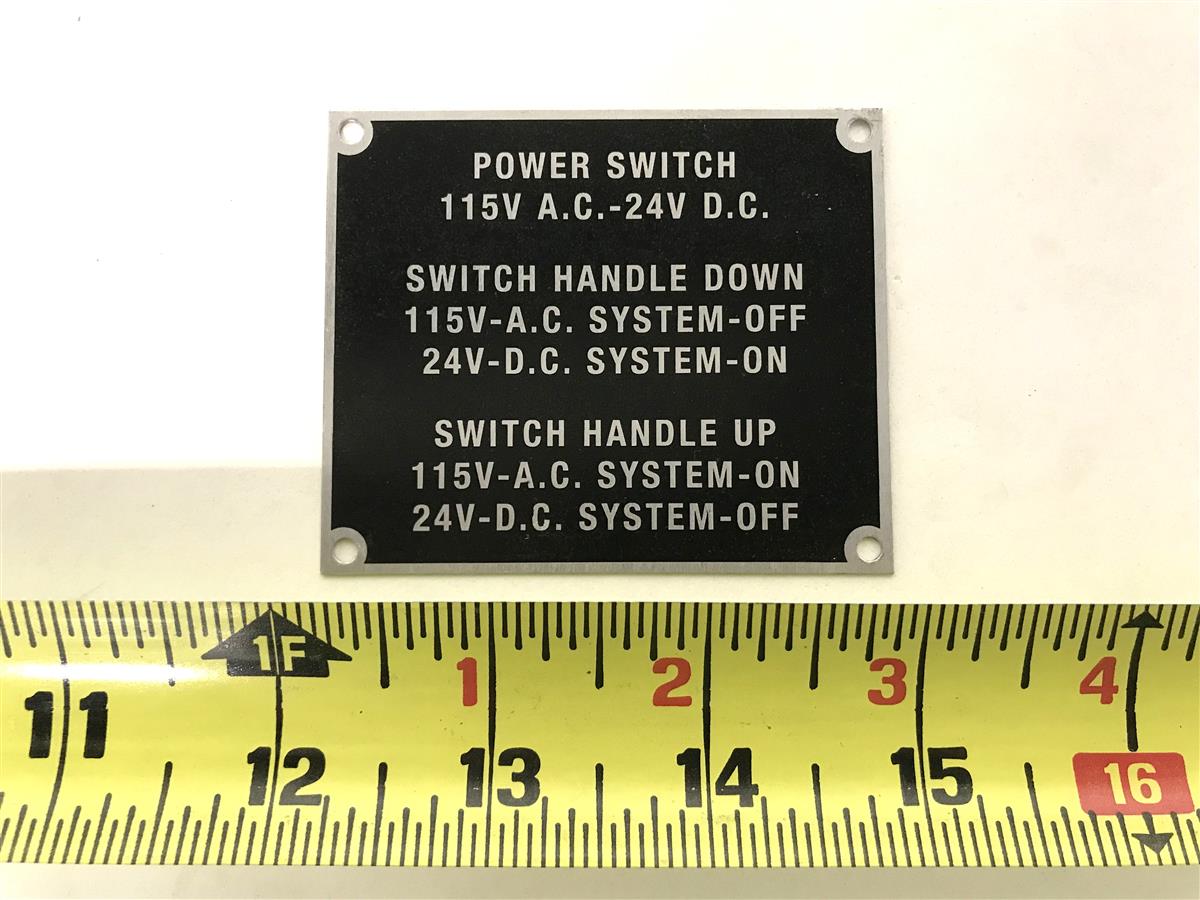 POWER SWITCH
115V A.C.-24V D.C.
SWITCH HANDLE DOWN
115V-A.C. SYSTEM-OFF
24V-D.C. SYSTEM-ON
SWITCH HANDLE UP
115V-A.C. SYSTEM-ON
24V-D.C. SYSTEM-OFF
1F 1 2 3 4
11 12 13 14 15 16